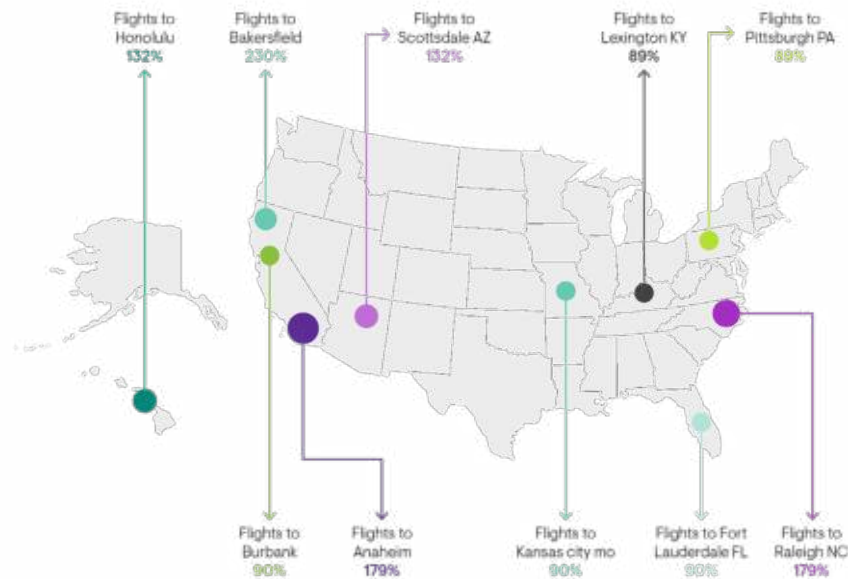 Flights to
Honolulu
132%
Flights to
Bakersfield
230%
Flights to
Scottsdale AZ
132%
Flights to
Lexington KY
89%
Flights to
Pittsburgh PA
88%
Flights to
Burbank
90%
Flights to
Anaheim
179%
Flights to
Kansas city mo
90%
Flights to Fort
Lauderdale FL
90%
Flights to
Raleigh NC
179%